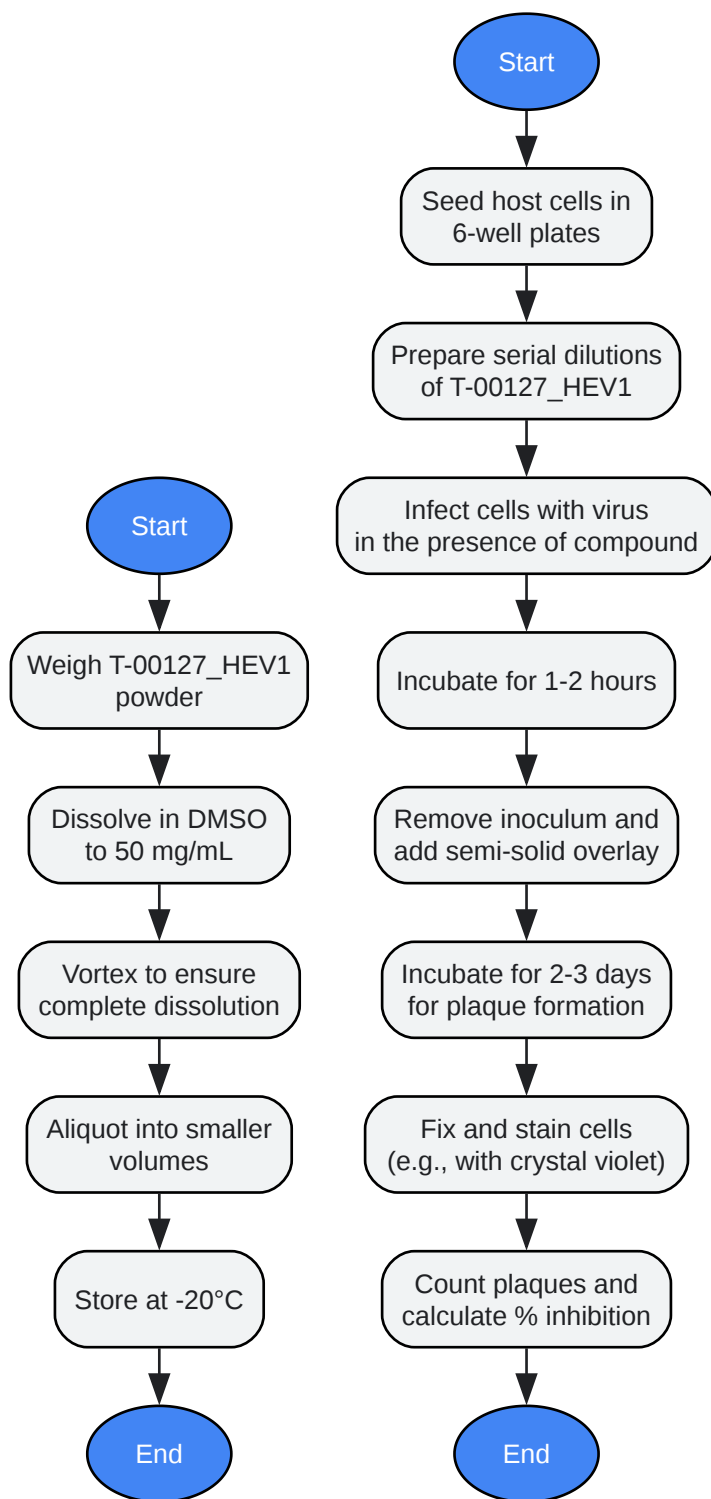 Start
Weigh T-00127_HEV1
powder
Dissolve in DMSO
to 50 mg/mL
Vortex to ensure
complete dissolution
Aliquot into smaller
volumes
Store at -20°C
End
Start
Seed host cells in
6-well plates
Prepare serial dilutions
of T-00127_HEV1
Infect cells with virus
in the presence of compound
Incubate for 1-2 hours
Remove inoculum and
add semi-solid overlay
Incubate for 2-3 days
for plaque formation
Fix and stain cells
(e.g., with crystal violet)
Count plaques and
calculate % inhibition
End